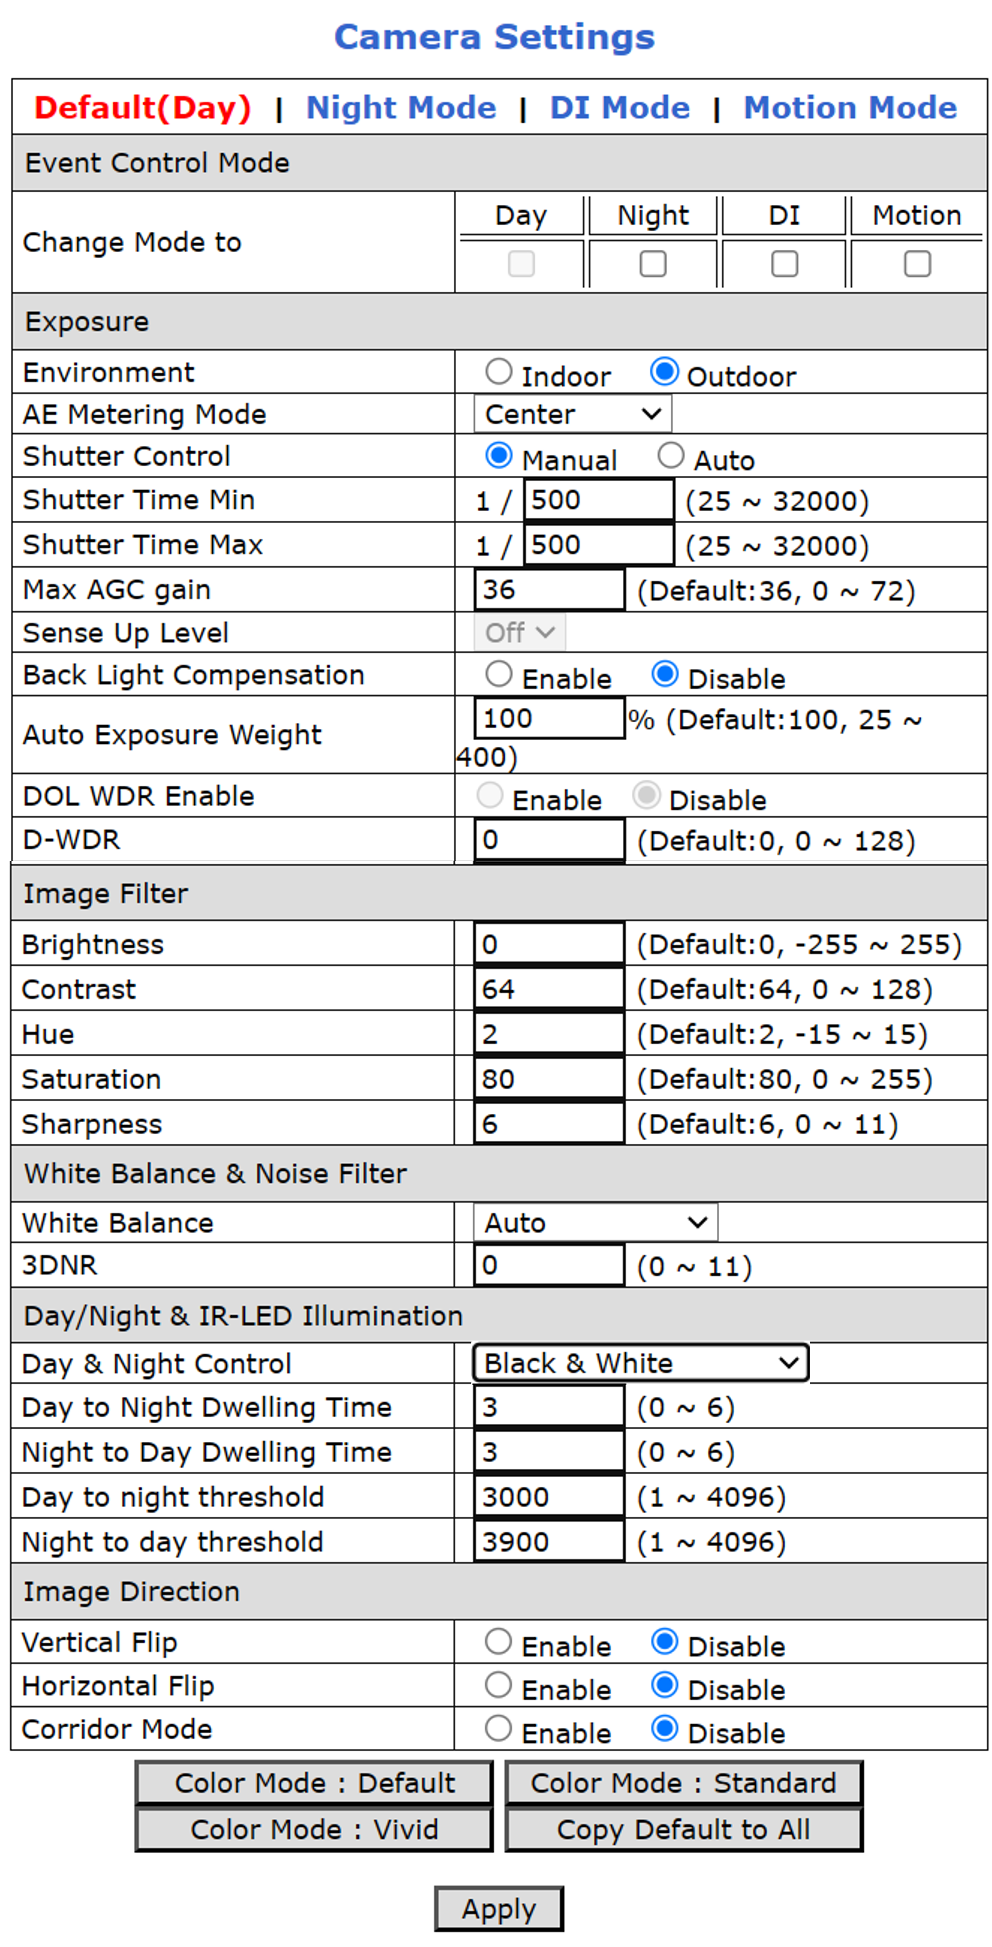 Camera Settings
Default(Day) | Night Mode | DI Mode | Motion Mode
Event Control Mode
Change Mode to
Day Night DI Motion
Exposure
Environment Indoor Outdoor
AE Metering Mode Center
Shutter Control Manual Auto
Shutter Time Min 1 / 500 (25 ~ 32000)
Shutter Time Max 1 / 500 (25 ~ 32000)
Max AGC gain 36 (Default:36, 0 ~ 72)
Sense Up Level Off
Back Light Compensation Enable Disable
Auto Exposure Weight 100 % (Default:100, 25 ~
400)
DOL WDR Enable Enable Disable
D-WDR 0 (Default:0, 0 ~ 128)
Image Filter
Brightness 0 (Default:0, -255 ~ 255)
Contrast 64 (Default:64, 0 ~ 128)
Hue 2 (Default:2, -15 ~ 15)
Saturation 80 (Default:80, 0 ~ 255)
Sharpness 6 (Default:6, 0 ~ 11)
White Balance & Noise Filter
White Balance Auto
3DNR 0 (0 ~ 11)
Day/Night & IR-LED Illumination
Day & Night Control Black & White
Day to Night Dwelling Time 3 (0 ~ 6)
Night to Day Dwelling Time 3 (0 ~ 6)
Day to night threshold 3000 (1 ~ 4096)
Night to day threshold 3900 (1 ~ 4096)
Image Direction
Vertical Flip Enable Disable
Horizontal Flip Enable Disable
Corridor Mode Enable Disable
Color Mode : Default Color Mode : Standard
Color Mode : Vivid Copy Default to All
Apply